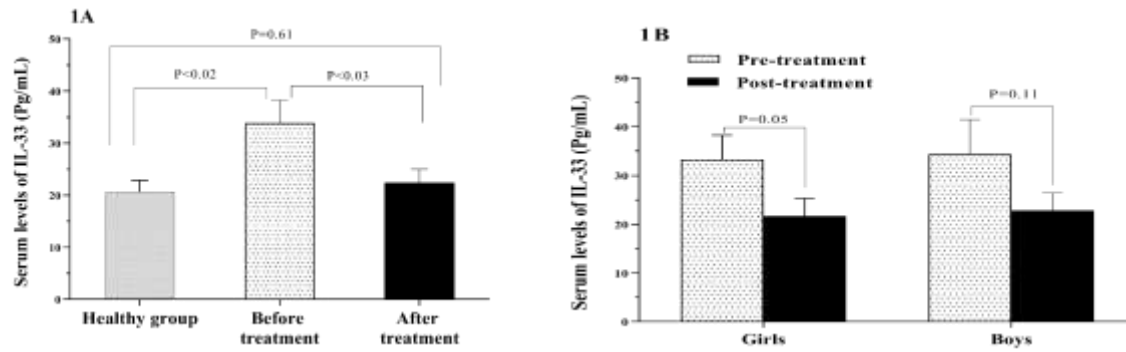 1A
P=0.61
P<0.02
P<0.03
Serum levels of IL-33 (Pg/mL)
50
40
30
20
10
0
Healthy group
Before treatment
After treatment
1B
Pre-treatment
Post-treatment
P=0.05
P=0.11
Serum levels of IL-33 (Pg/mL)
50
40
30
20
10
0
Girls
Boys